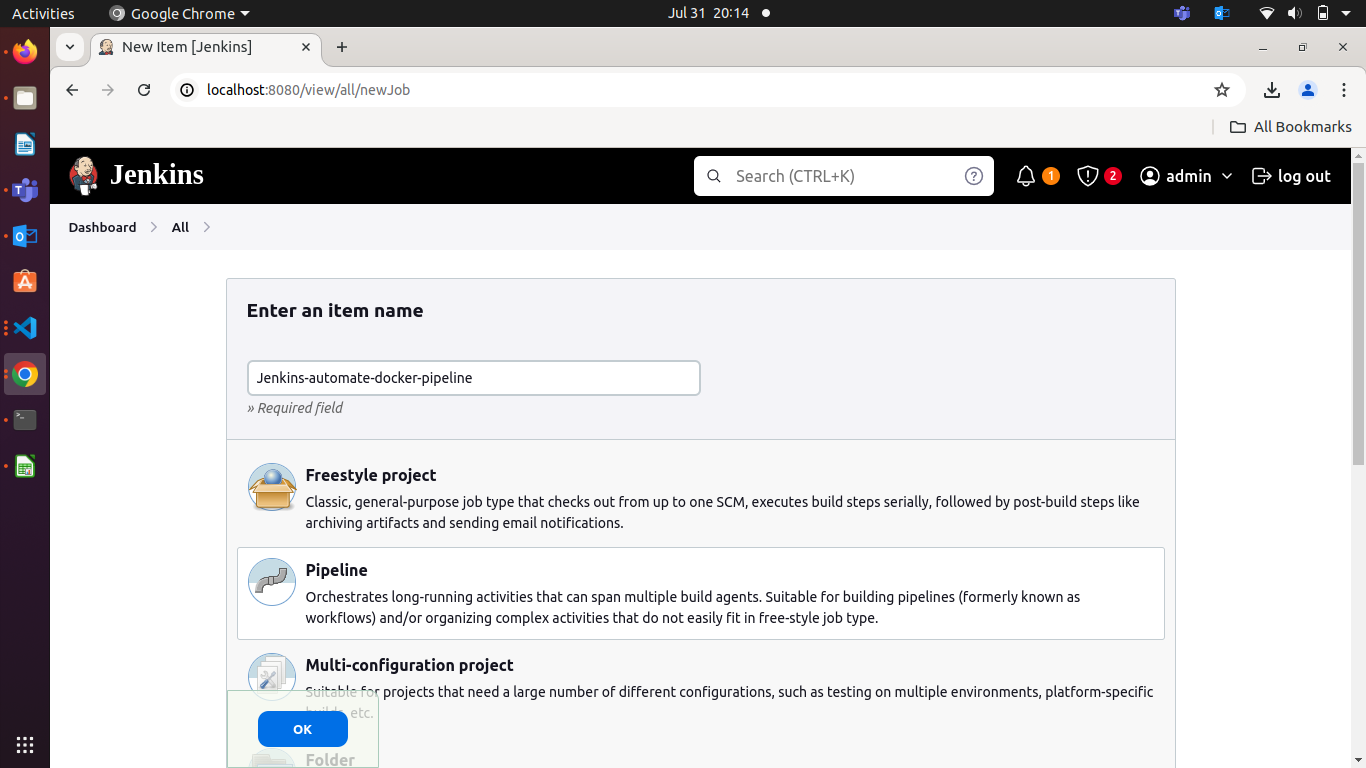 Activities
Google Chrome
Jul 31 20:14
New Item [Jenkins]
localhost:8080/view/all/newJob
All Bookmarks
Jenkins
Search (CTRL+K)
1
2
admin
log out
Dashboard
All
Enter an item name
Jenkins-automate-docker-pipeline
» Required field
Freestyle project
Classic, general-purpose job type that checks out from up to one SCM, executes build steps serially, followed by post-build steps like
archiving artifacts and sending email notifications.
Pipeline
Orchestrates long-running activities that can span multiple build agents. Suitable for building pipelines (formerly known as
workflows) and/or organizing complex activities that do not easily fit in free-style job type.
Multi-configuration project
Suitable for projects that need a large number of different configurations, such as testing on multiple environments, platform-specific
builds, etc.
OK
Folder